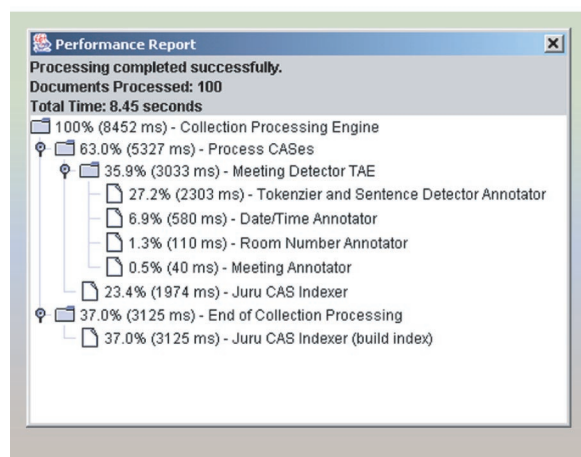 Performance Report
Processing completed successfully.
Documents Processed: 100
Total Time: 8.45 seconds
100% (8452 ms) - Collection Processing Engine
63.0% (5327 ms) - Process CASes
35.9% (3033 ms) - Meeting Detector TAE
27.2% (2303 ms) - Tokenzier and Sentence Detector Annotator
6.9% (580 ms) - Date/Time Annotator
1.3% (110 ms) - Room Number Annotator
0.5% (40 ms) - Meeting Annotator
23.4% (1974 ms) - Juru CAS Indexer
37.0% (3125 ms) - End of Collection Processing
37.0% (3125 ms) - Juru CAS Indexer (build index)